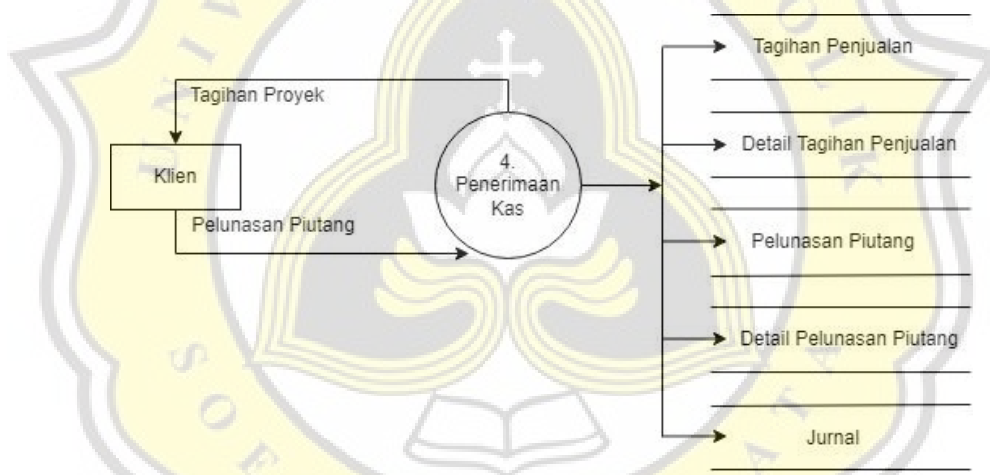 Tagihan Penjualan
Tagihan Proyek
Detail Tagihan Penjualan
Klien
4.
Penerimaan
Kas
Pelunasan Piutang
Pelunasan Piutang
Detail Pelunasan Piutang
Jurnal